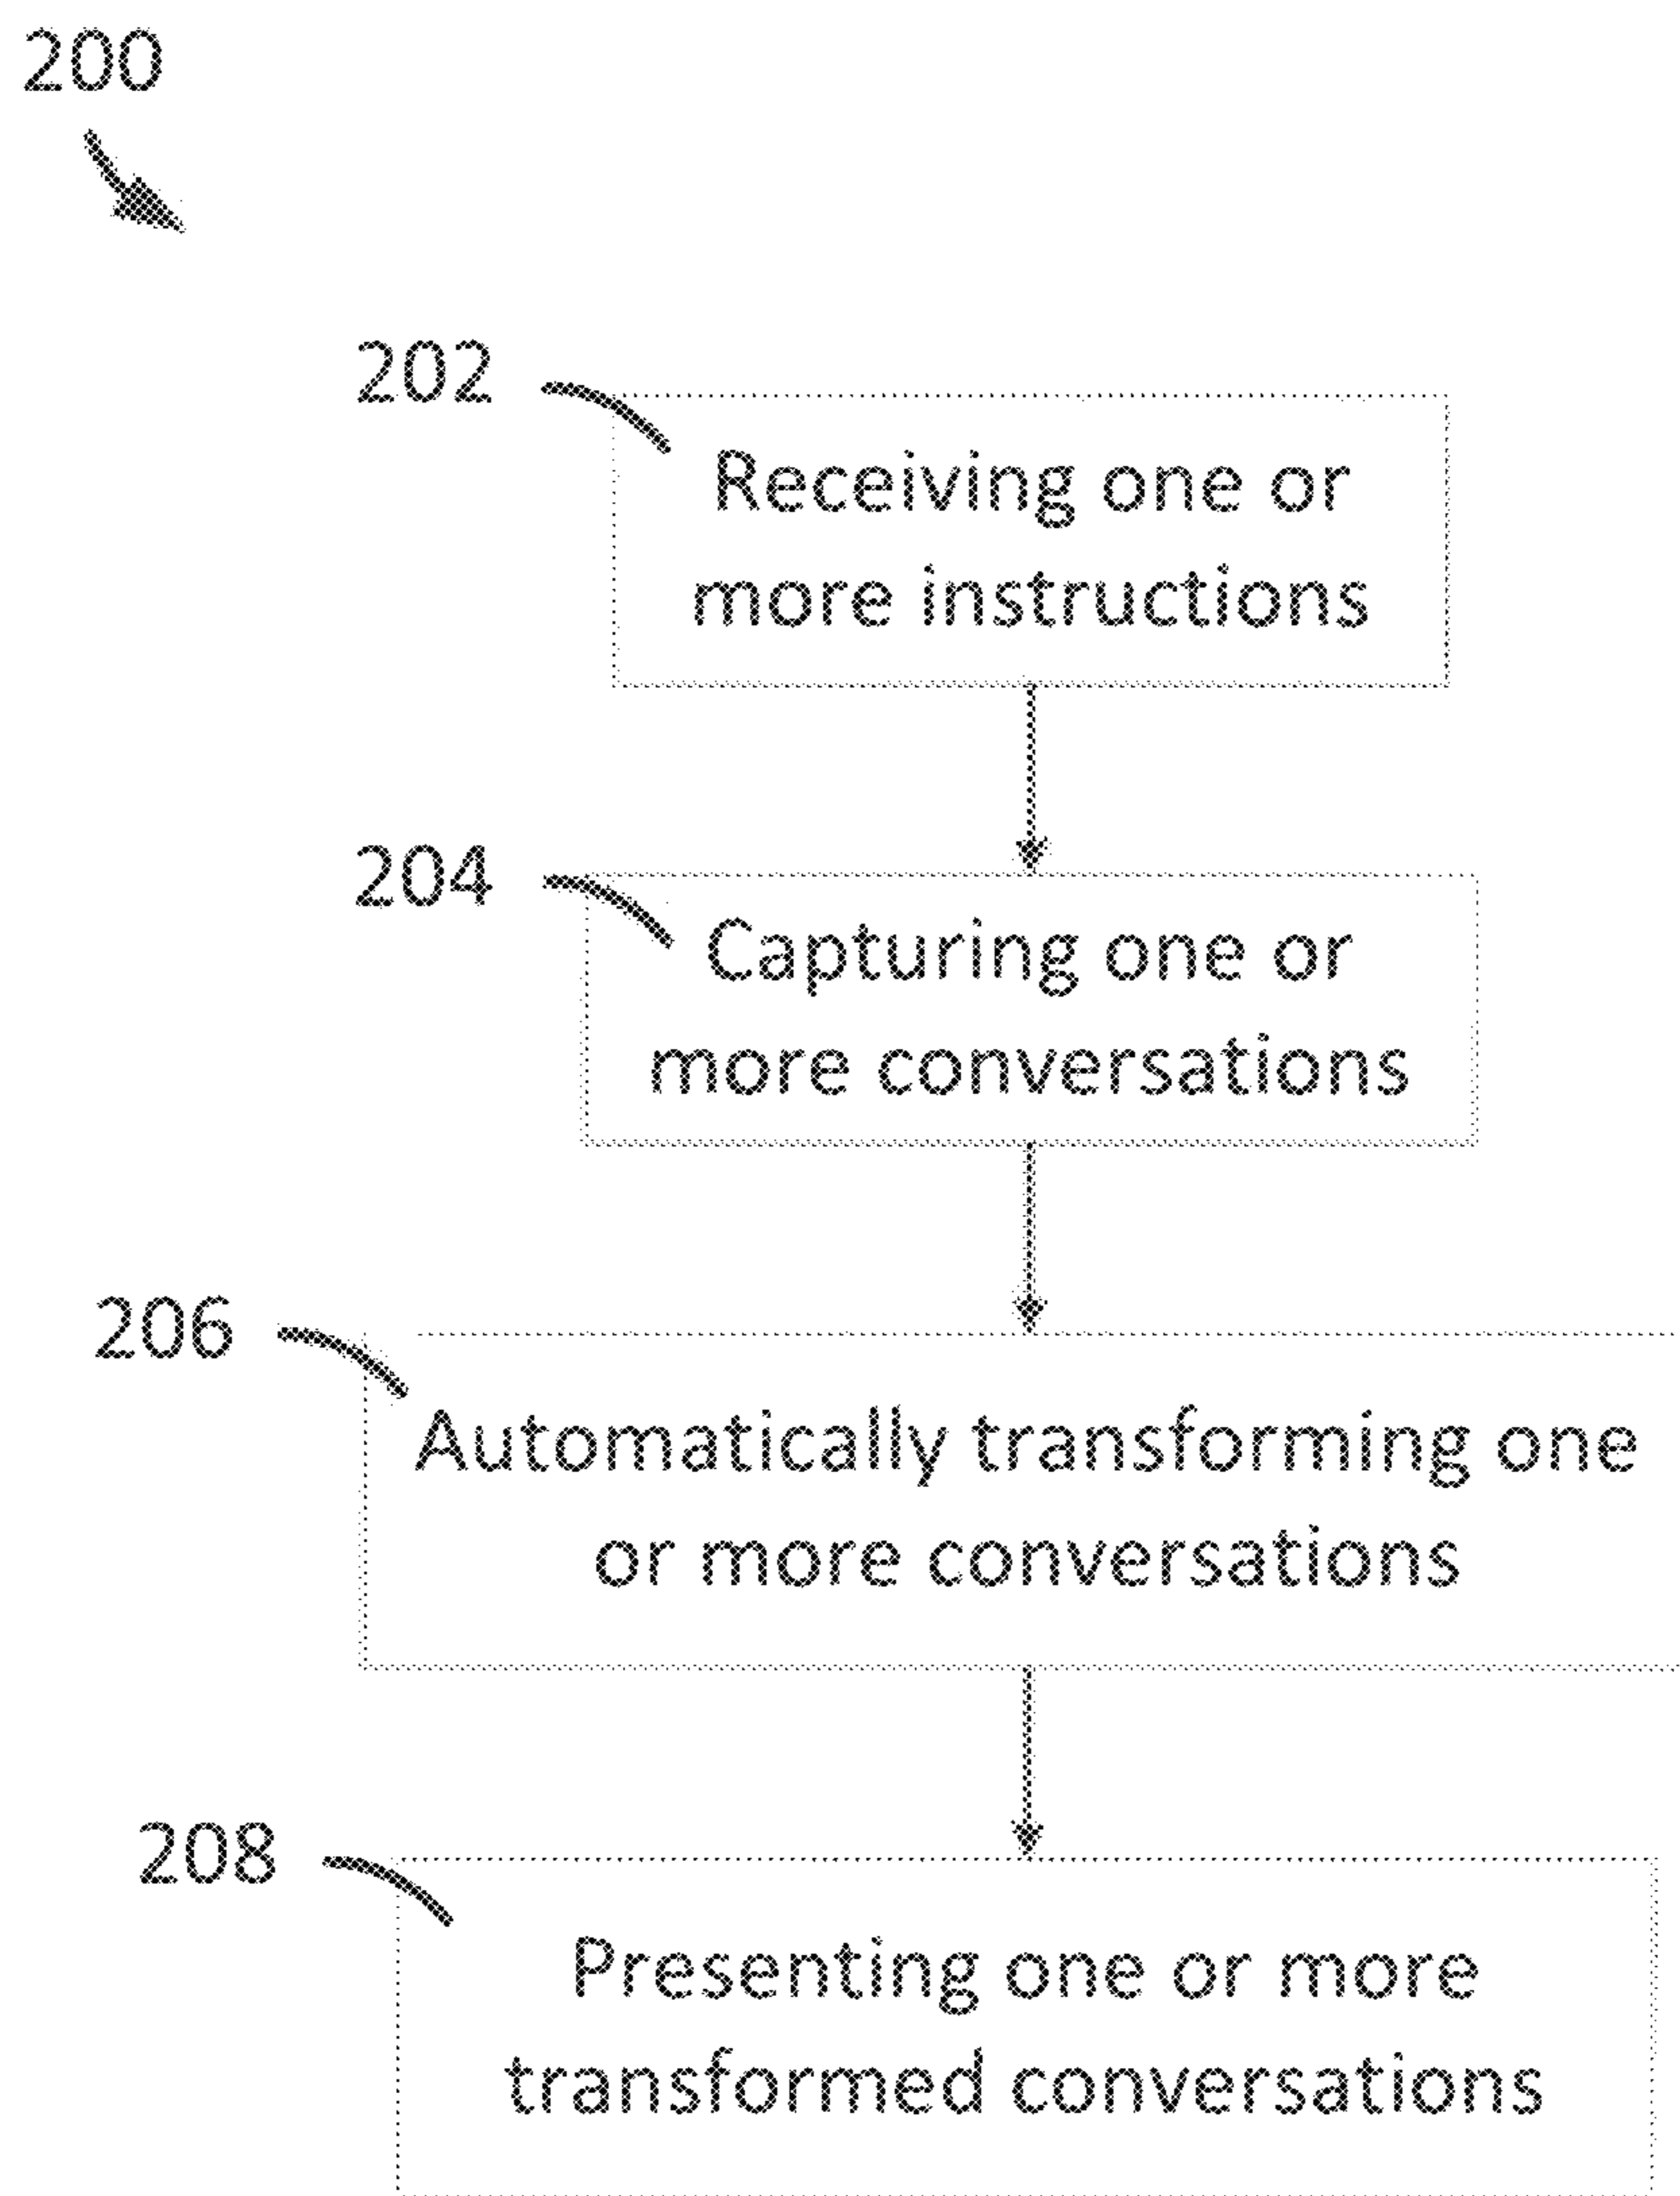 200
202
Receiving one or
more instructions
204
Capturing one or
more conversations
206
Automatically transforming one
or more conversations
208
Presenting one or more
transformed conversations